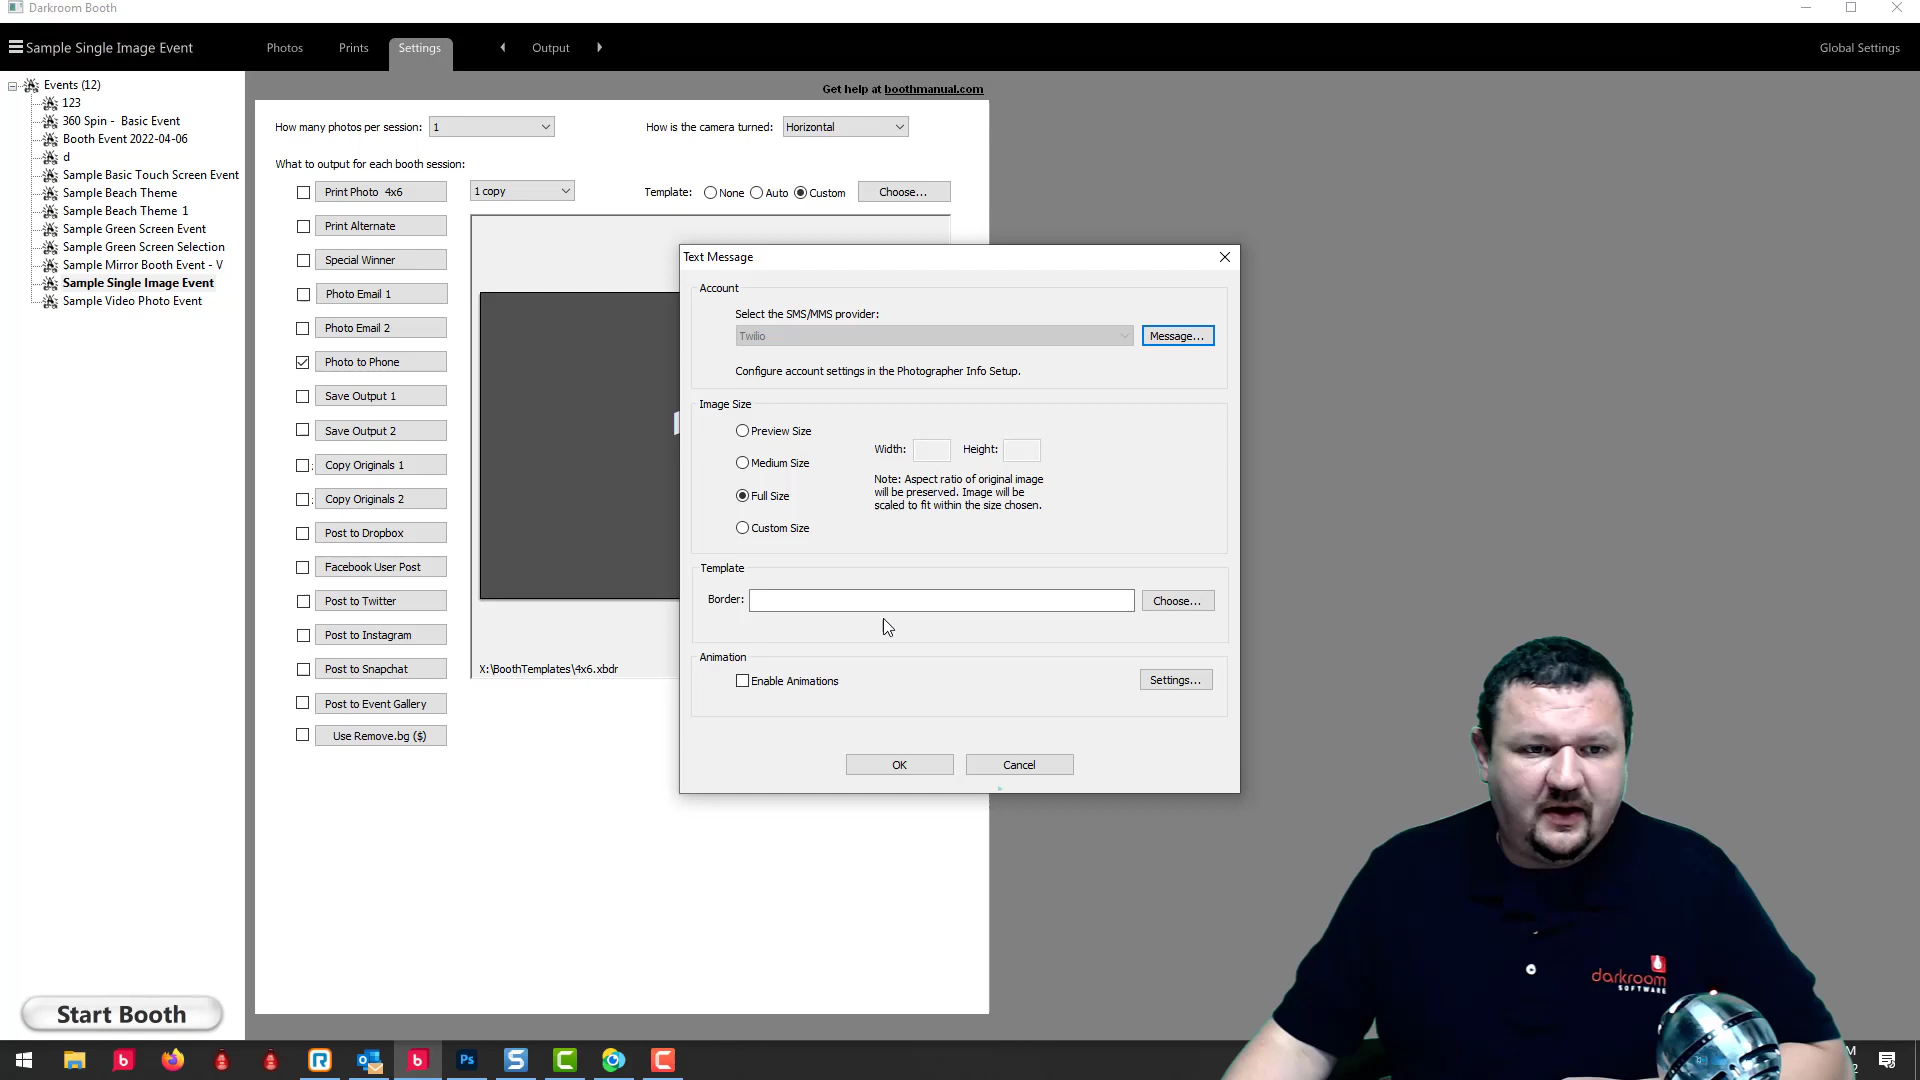 Darkroom Booth
Sample Single Image Event
Photos
Prints
Settings
Output
Global Settings
Events (12)
123
360 Spin - Basic Event
Booth Event 2022-04-06
d
Sample Basic Touch Screen Event
Sample Beach Theme
Sample Beach Theme 1
Sample Green Screen Event
Sample Green Screen Selection
Sample Mirror Booth Event - V
Sample Single Image Event
Sample Video Photo Event
Start Booth
Get help at boothmanual.com
How many photos per session: 1
How is the camera turned: Horizontal
What to output for each booth session:
Print Photo 4x6
1 copy
Template: None Auto Custom Choose...
Print Alternate
Special Winner
Photo Email 1
Photo Email 2
Photo to Phone
Save Output 1
Save Output 2
Copy Originals 1
Copy Originals 2
Post to Dropbox
Facebook User Post
Post to Twitter
Post to Instagram
Post to Snapchat
Post to Event Gallery
Use Remove.bg ($)
X:\BoothTemplates\4x6.xbdr
Text Message
Account
Select the SMS/MMS provider:
Twilio
Message...
Configure account settings in the Photographer Info Setup.
Image Size
Preview Size
Medium Size
Full Size
Custom Size
Width: Height:
Note: Aspect ratio of original image
will be preserved. Image will be
scaled to fit within the size chosen.
Template
Border:
Choose...
Animation
Enable Animations
Settings...
OK
Cancel
darkroom
SOFTWARE